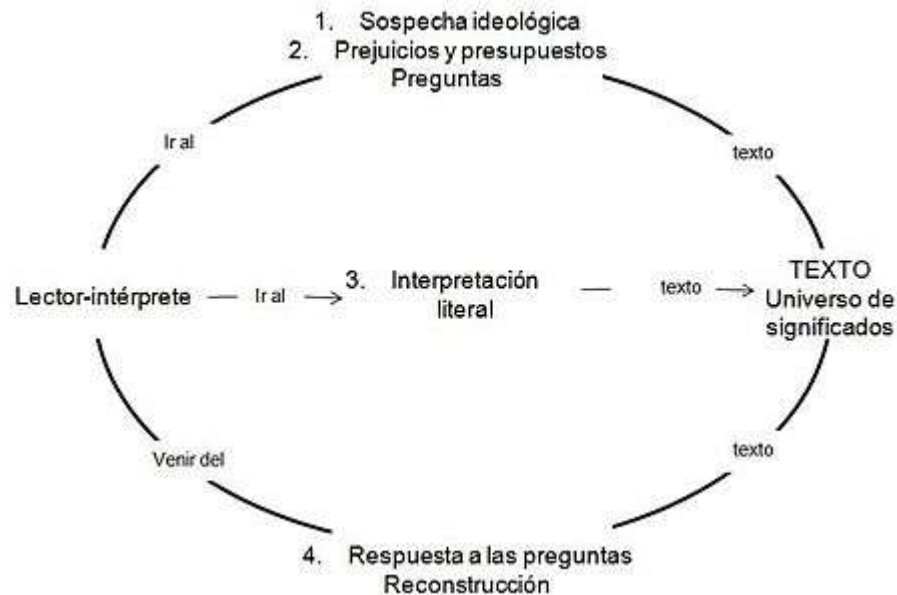 1. Sospecha ideológica
2. Prejuicios y presupuestos
Preguntas
Ir al
texto
Lector-intérprete
Ir al
3. Interpretación
literal
texto
TEXTO
Universo de
significados
Venir del
texto
4. Respuesta a las preguntas
Reconstrucción